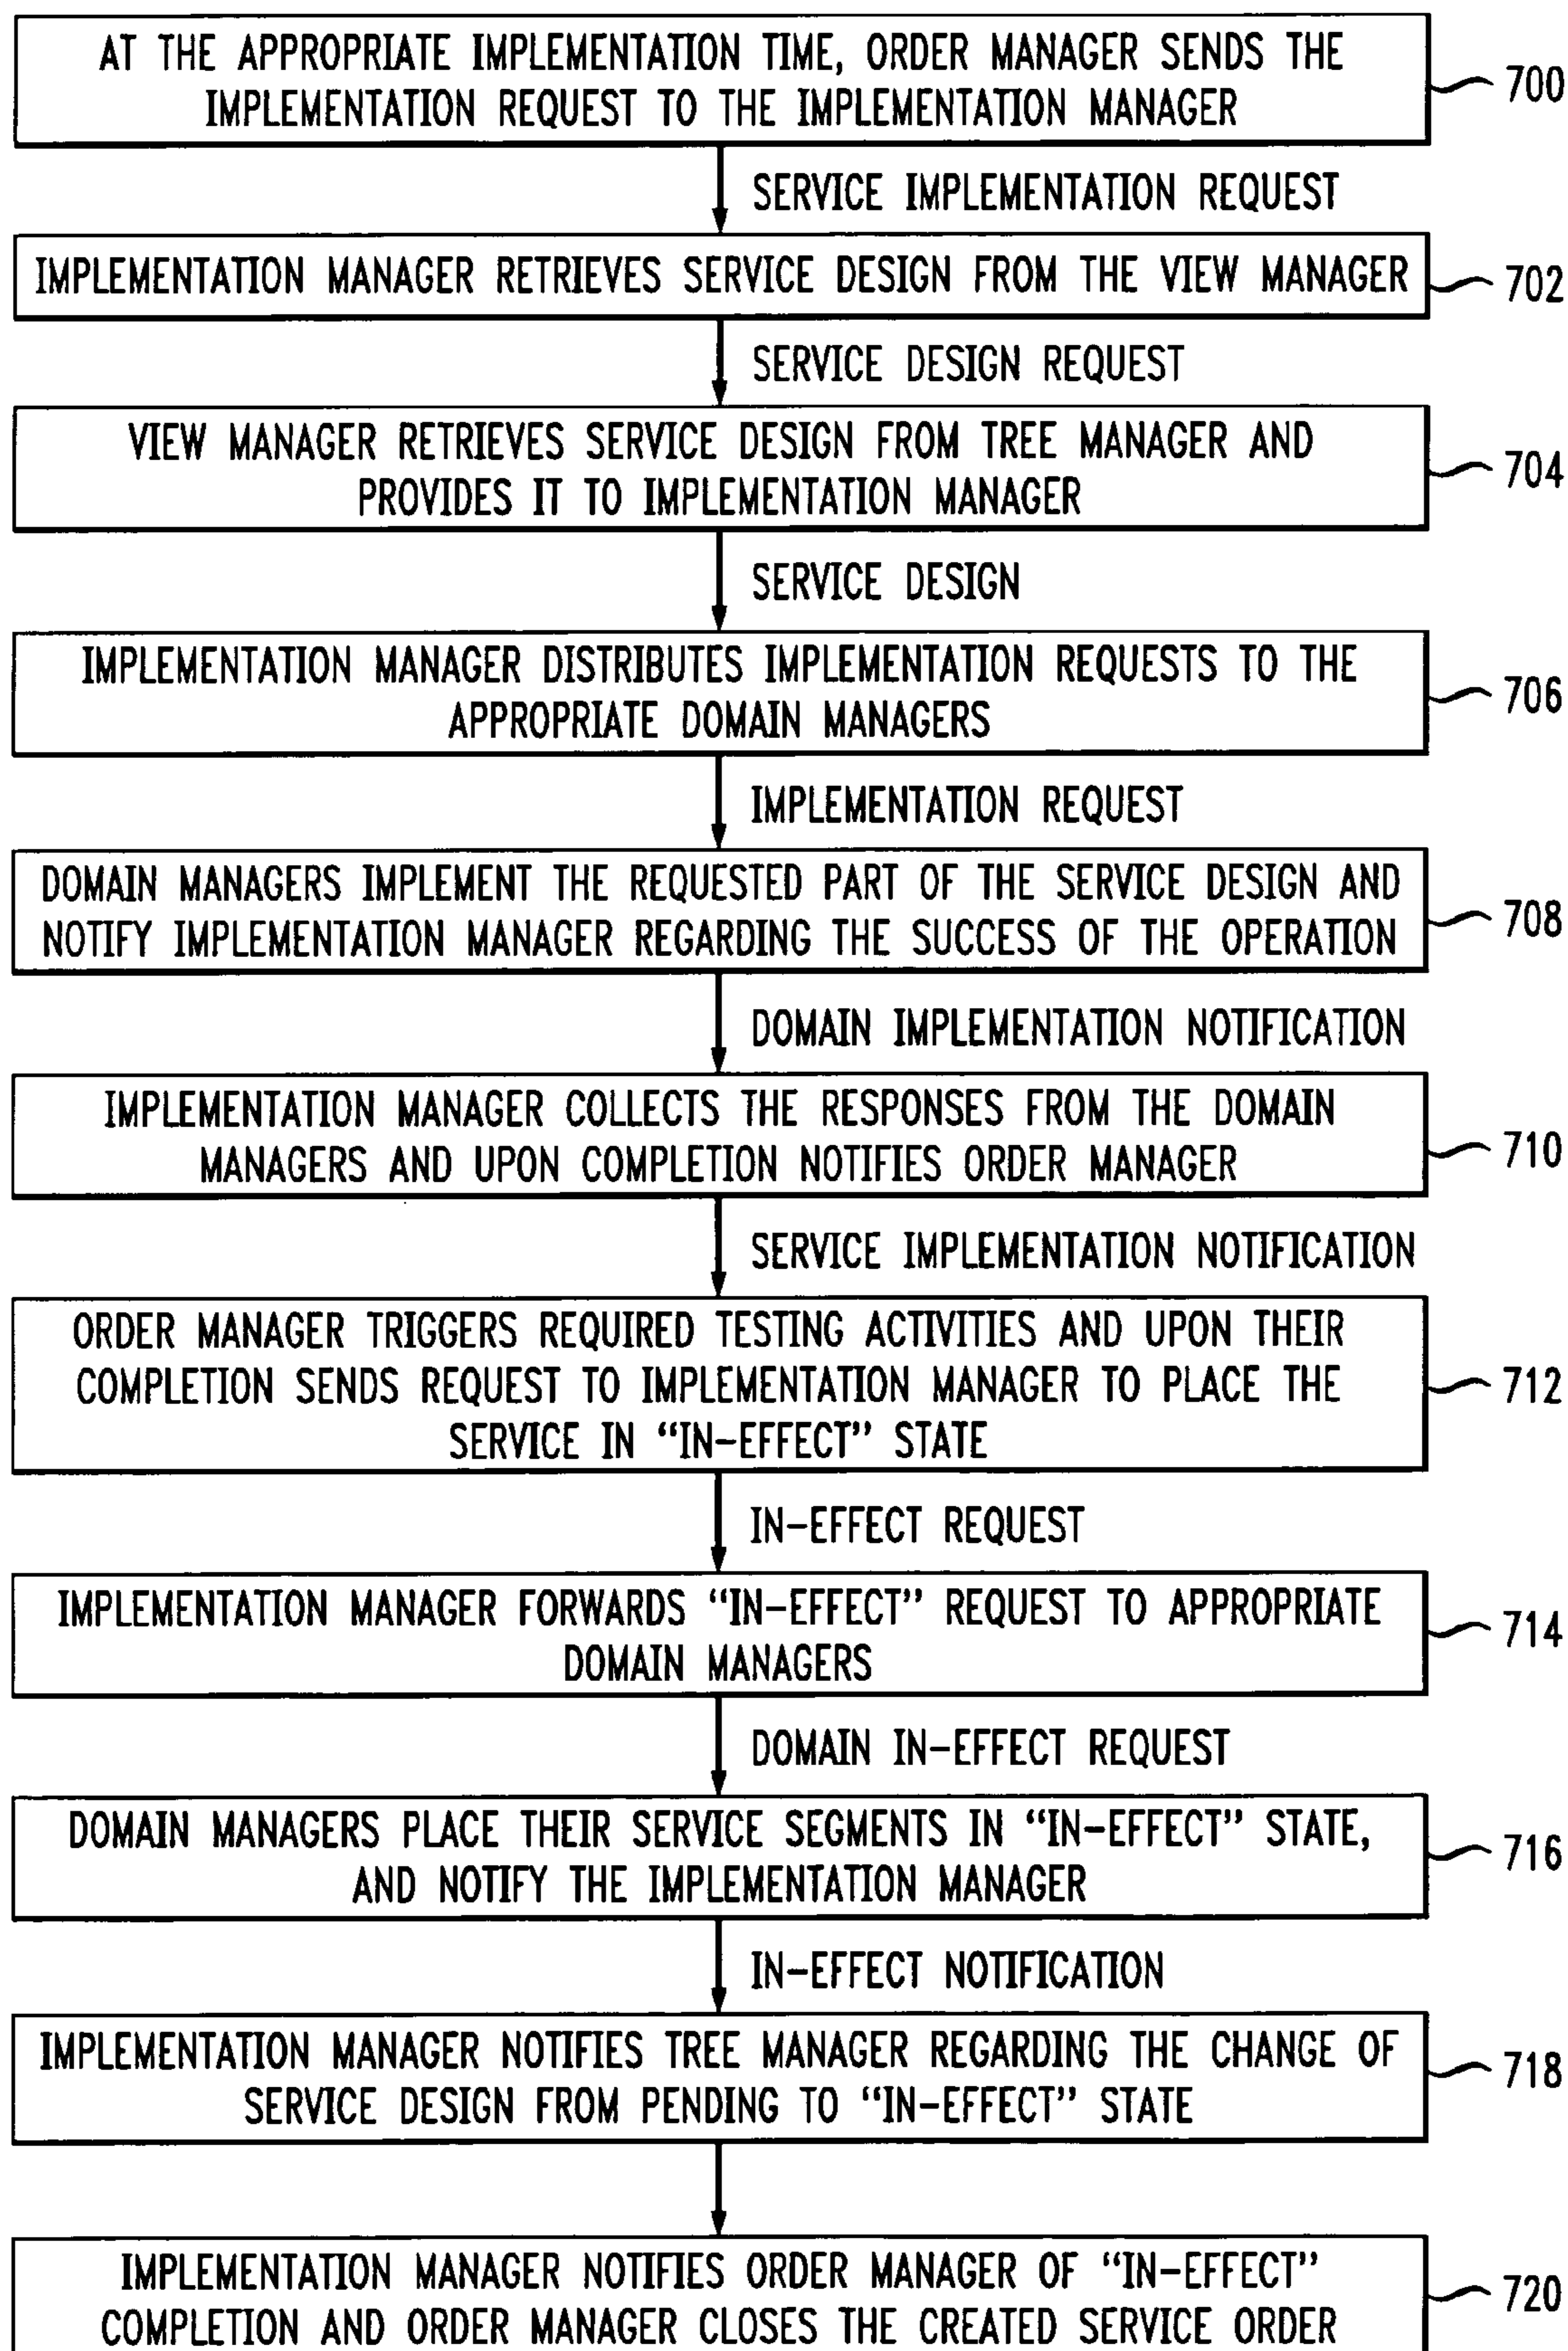 AT THE APPROPRIATE IMPLEMENTATION TIME, ORDER MANAGER SENDS THE
IMPLEMENTATION REQUEST TO THE IMPLEMENTATION MANAGER
700
SERVICE IMPLEMENTATION REQUEST
IMPLEMENTATION MANAGER RETRIEVES SERVICE DESIGN FROM THE VIEW MANAGER
702
SERVICE DESIGN REQUEST
VIEW MANAGER RETRIEVES SERVICE DESIGN FROM TREE MANAGER AND
PROVIDES IT TO IMPLEMENTATION MANAGER
704
SERVICE DESIGN
IMPLEMENTATION MANAGER DISTRIBUTES IMPLEMENTATION REQUESTS TO THE
APPROPRIATE DOMAIN MANAGERS
706
IMPLEMENTATION REQUEST
DOMAIN MANAGERS IMPLEMENT THE REQUESTED PART OF THE SERVICE DESIGN AND
NOTIFY IMPLEMENTATION MANAGER REGARDING THE SUCCESS OF THE OPERATION
708
DOMAIN IMPLEMENTATION NOTIFICATION
IMPLEMENTATION MANAGER COLLECTS THE RESPONSES FROM THE DOMAIN
MANAGERS AND UPON COMPLETION NOTIFIES ORDER MANAGER
710
SERVICE IMPLEMENTATION NOTIFICATION
ORDER MANAGER TRIGGERS REQUIRED TESTING ACTIVITIES AND UPON THEIR
COMPLETION SENDS REQUEST TO IMPLEMENTATION MANAGER TO PLACE THE
SERVICE IN “IN-EFFECT” STATE
712
IN-EFFECT REQUEST
IMPLEMENTATION MANAGER FORWARDS “IN-EFFECT” REQUEST TO APPROPRIATE
DOMAIN MANAGERS
714
DOMAIN IN-EFFECT REQUEST
DOMAIN MANAGERS PLACE THEIR SERVICE SEGMENTS IN “IN-EFFECT” STATE,
AND NOTIFY THE IMPLEMENTATION MANAGER
716
IN-EFFECT NOTIFICATION
IMPLEMENTATION MANAGER NOTIFIES TREE MANAGER REGARDING THE CHANGE OF
SERVICE DESIGN FROM PENDING TO “IN-EFFECT” STATE
718
IMPLEMENTATION MANAGER NOTIFIES ORDER MANAGER OF “IN-EFFECT”
COMPLETION AND ORDER MANAGER CLOSES THE CREATED SERVICE ORDER
720